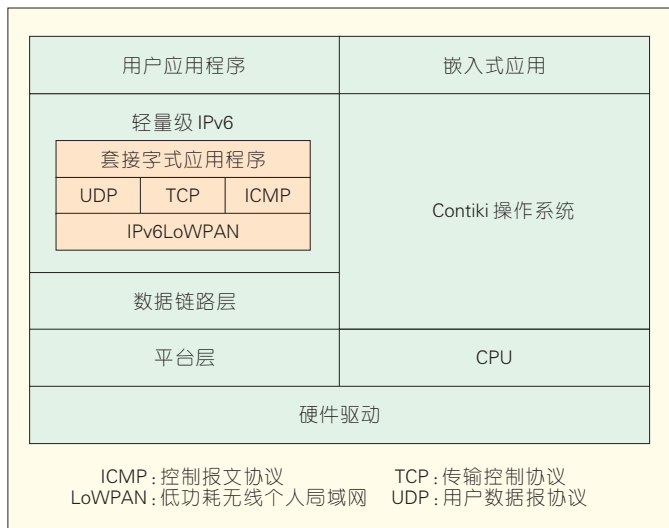 用户应用程序
嵌入式应用
轻量级 IPv6
套接字式应用程序
UDP
TCP
ICMP
IPv6LoWPAN
Contiki 操作系统
数据链路层
平台层
CPU
硬件驱动
ICMP:控制报文协议
TCP:传输控制协议
LoWPAN:低功耗无线个人局域网
UDP:用户数据报协议